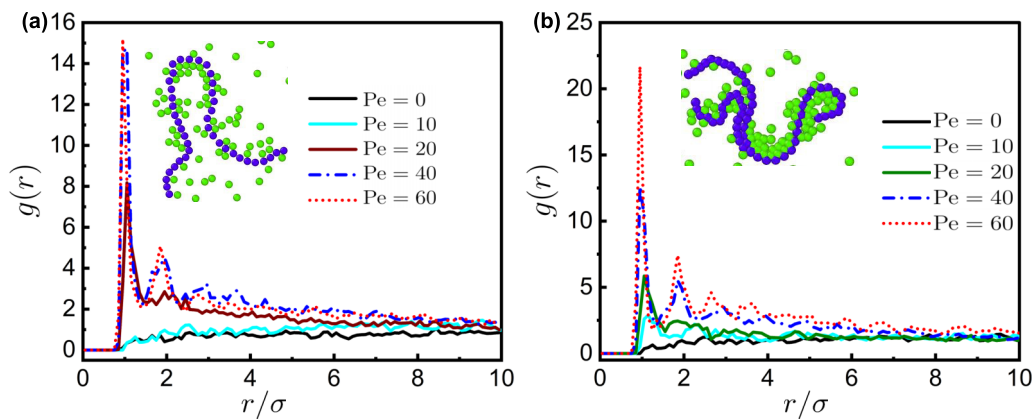 (a)
16
14
12
10
8
6
4
2
0
g(r)
Pe = 0
Pe = 10
Pe = 20
Pe = 40
Pe = 60
0 2 4 6 8 10
r/σ
(b)
25
20
15
10
5
0
g(r)
Pe = 0
Pe = 10
Pe = 20
Pe = 40
Pe = 60
0 2 4 6 8 10
r/σ